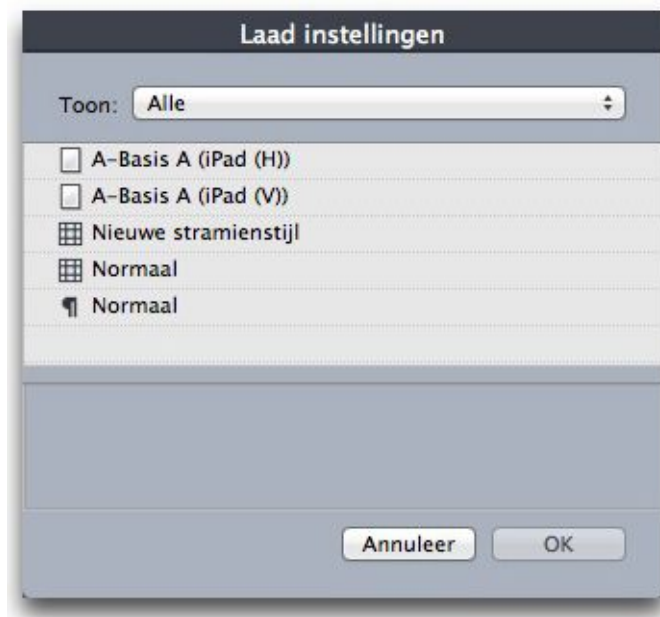 Laad instellingen
Toon: Alle
A-Basis A (iPad (H))
A-Basis A (iPad (V))
Nieuwe stramienstijl
Normaal
¶ Normaal
Annuleer OK